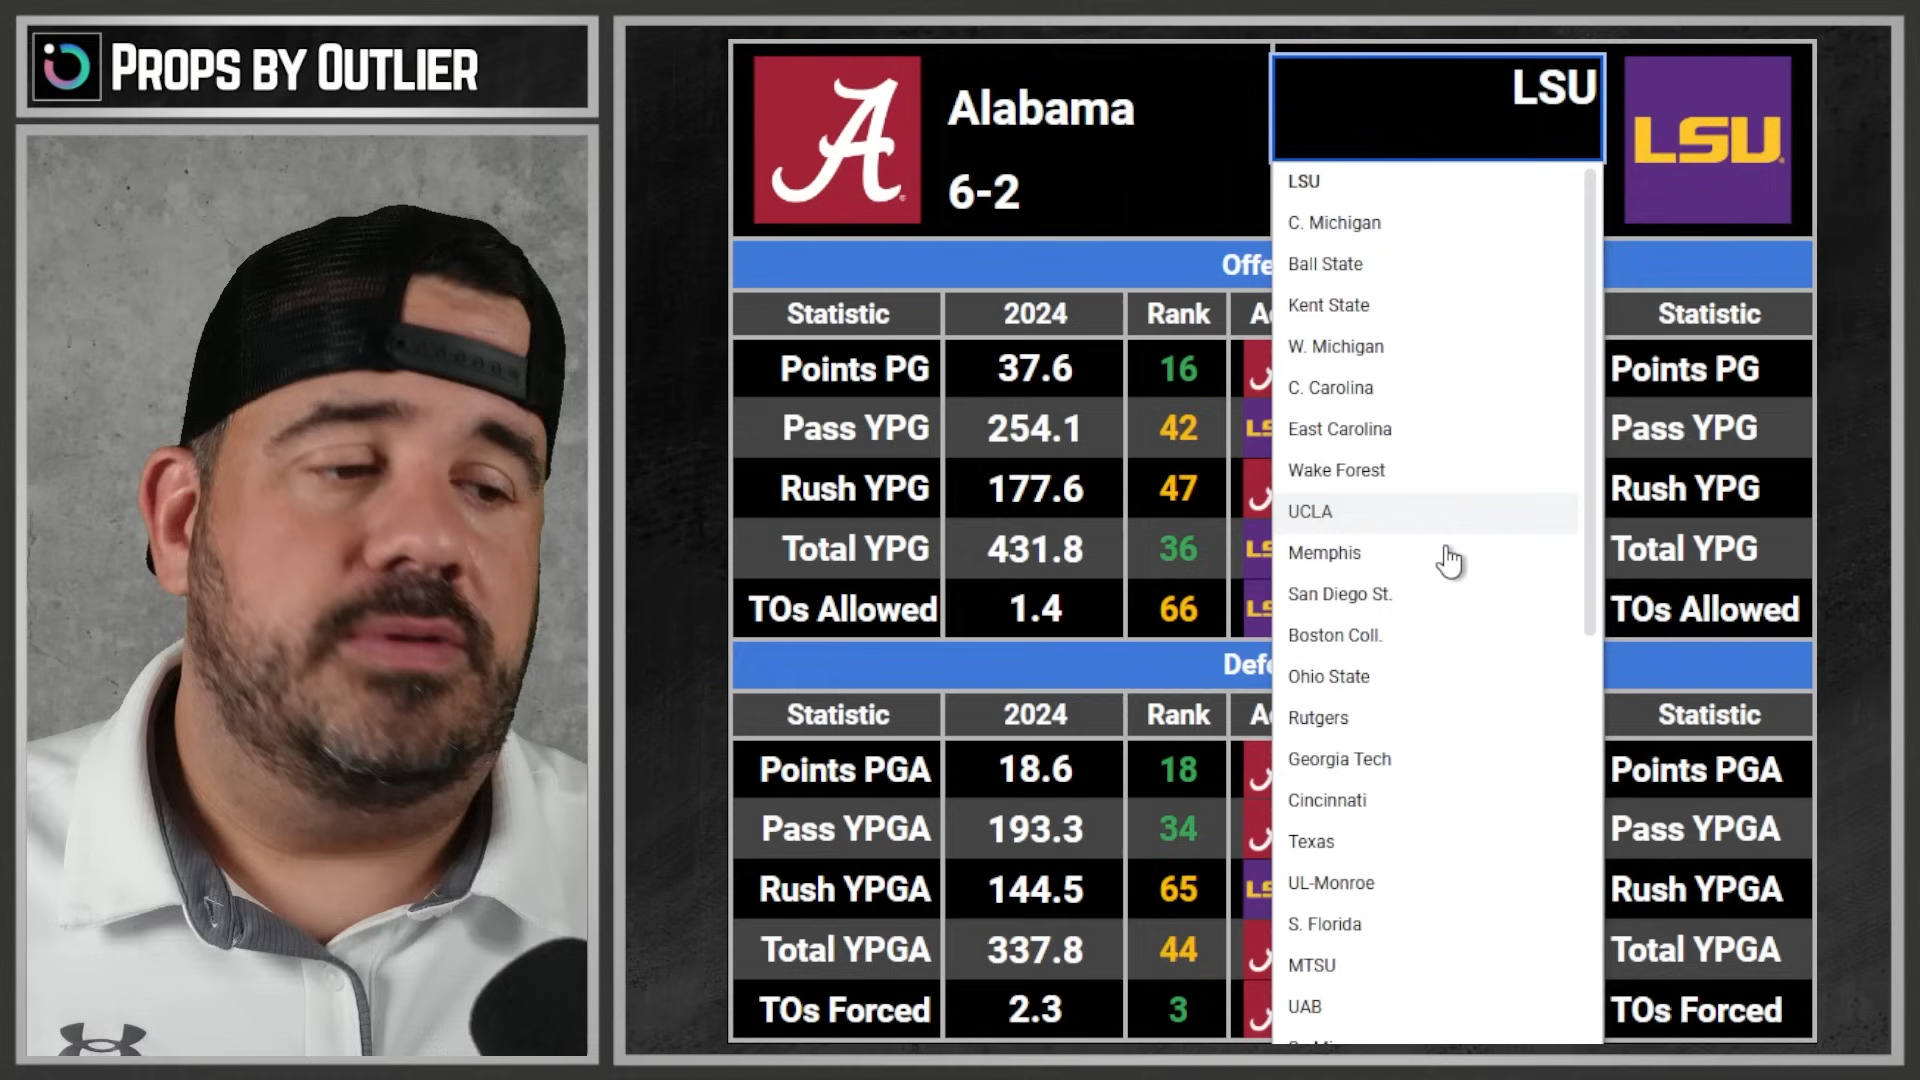 PROPS BY OUTLIER
Alabama
6-2
LSU
LSU
LSU
C. Michigan
Ball State
Kent State
W. Michigan
C. Carolina
East Carolina
Wake Forest
UCLA
Memphis
San Diego St.
Boston Coll.
Ohio State
Rutgers
Georgia Tech
Cincinnati
Texas
UL-Monroe
S. Florida
MTSU
UAB
Offe
Statistic 2024 Rank Statistic
Points PG 37.6 16 Points PG
Pass YPG 254.1 42 Pass YPG
Rush YPG 177.6 47 Rush YPG
Total YPG 431.8 36 Total YPG
TOs Allowed 1.4 66 TOs Allowed
Defe
Statistic 2024 Rank Statistic
Points PGA 18.6 18 Points PGA
Pass YPGA 193.3 34 Pass YPGA
Rush YPGA 144.5 65 Rush YPGA
Total YPGA 337.8 44 Total YPGA
TOs Forced 2.3 3 TOs Forced